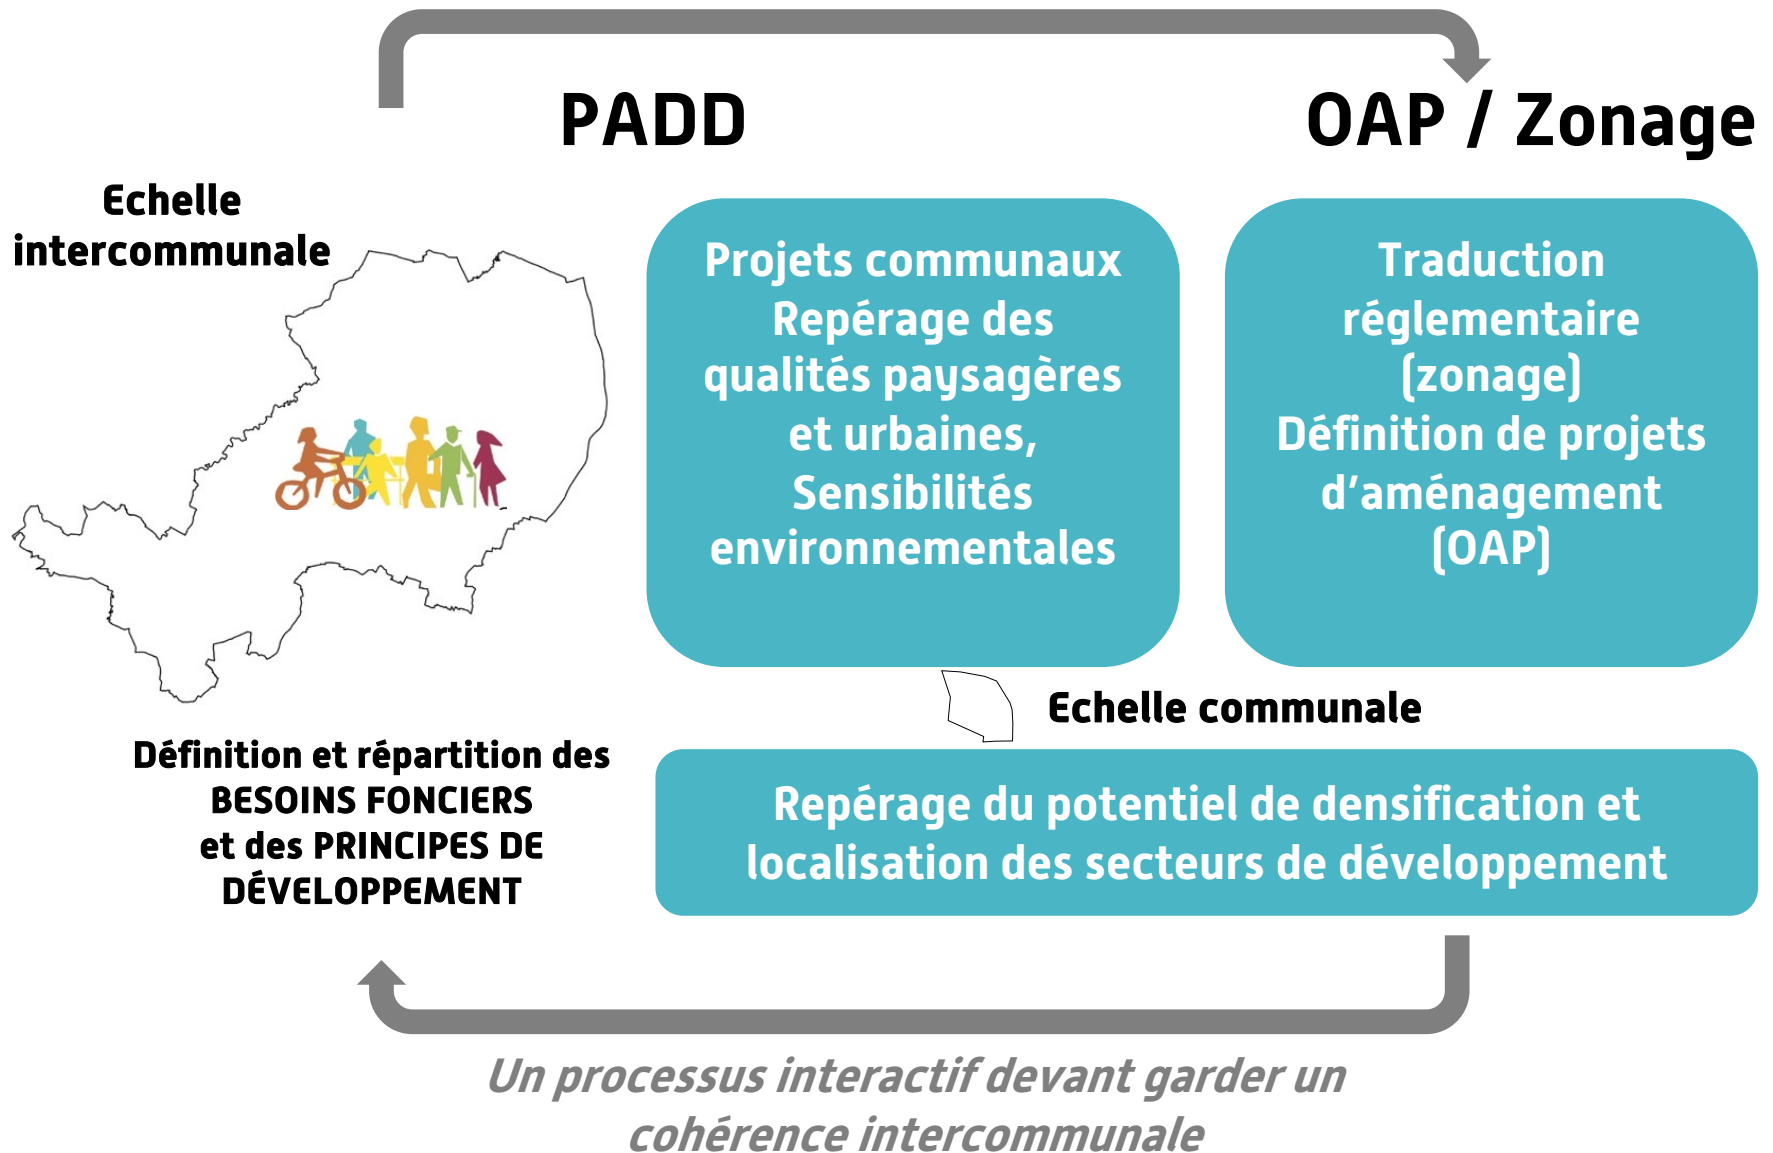 PADD
OAP / Zonage
Echelle
intercommunale
Projets communaux
Repérage des
qualités paysagères
et urbaines,
Sensibilités
environnementales
Traduction
réglementaire
(zonage)
Définition de projets
d’aménagement
(OAP)
Echelle communale
Définition et répartition des
BESOINS FONCIERS
et des PRINCIPES DE
DÉVELOPPEMENT
Repérage du potentiel de densification et
localisation des secteurs de développement
Un processus interactif devant garder un
cohérence intercommunale